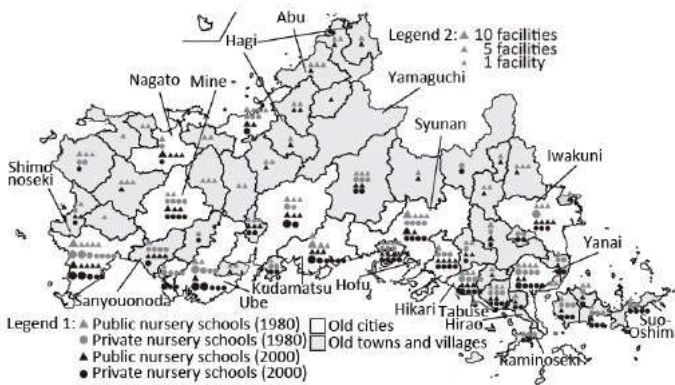 Abu
Legend 2: ▲ 10 facilities
▲ 5 facilities
▲ 1 facility
Hagi
Nagato
Mine
Yamaguchi
Syunan
Shimo
noseki
Iwakuni
Yanai
Sanyouonoda
Ube
Kudamatsu
Hofu
Hikari
Tabuse
Hirao
Kaminoseki
Suo-
Oshima
Legend 1: ▲ Public nursery schools (1980)
● Private nursery schools (1980)
▲ Public nursery schools (2000)
● Private nursery schools (2000)
Old cities
Old towns and villages